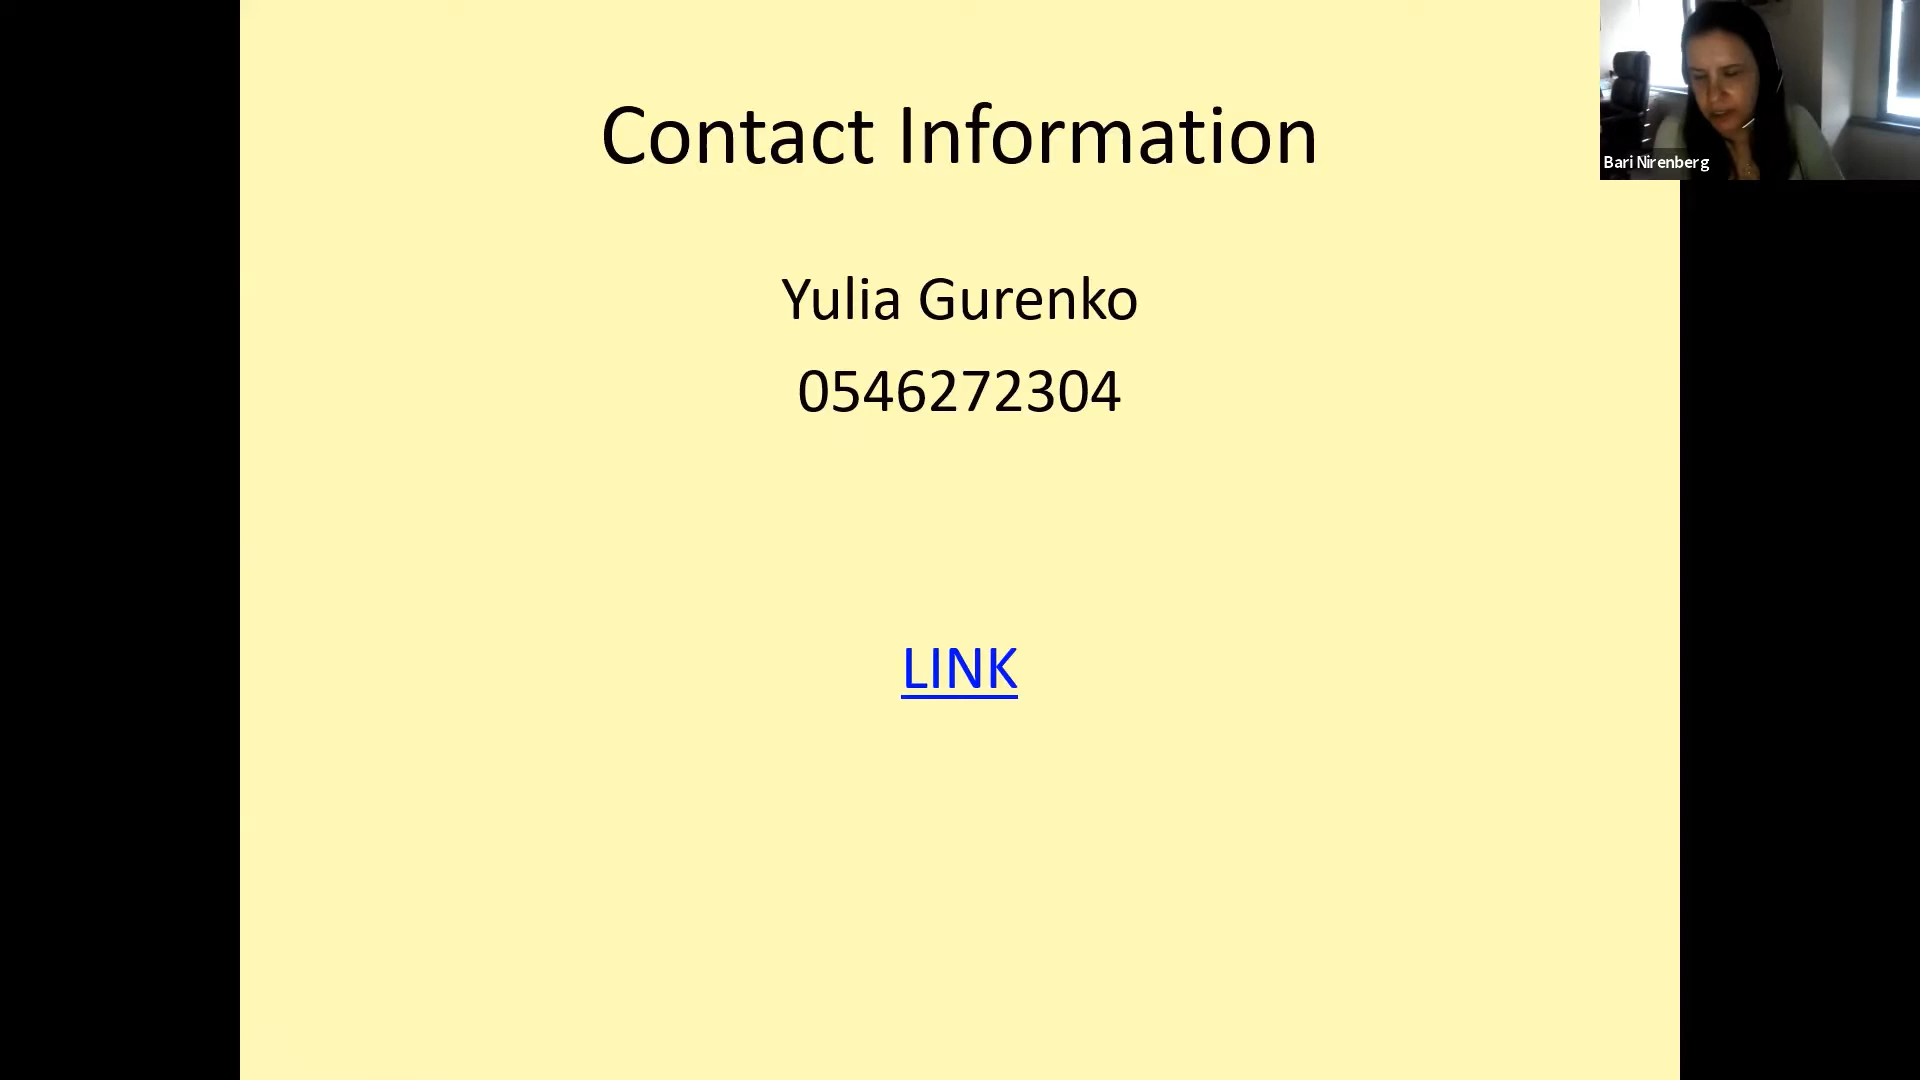 Contact Information
Bari Nirenberg
Yulia Gurenko
0546272304
LINK